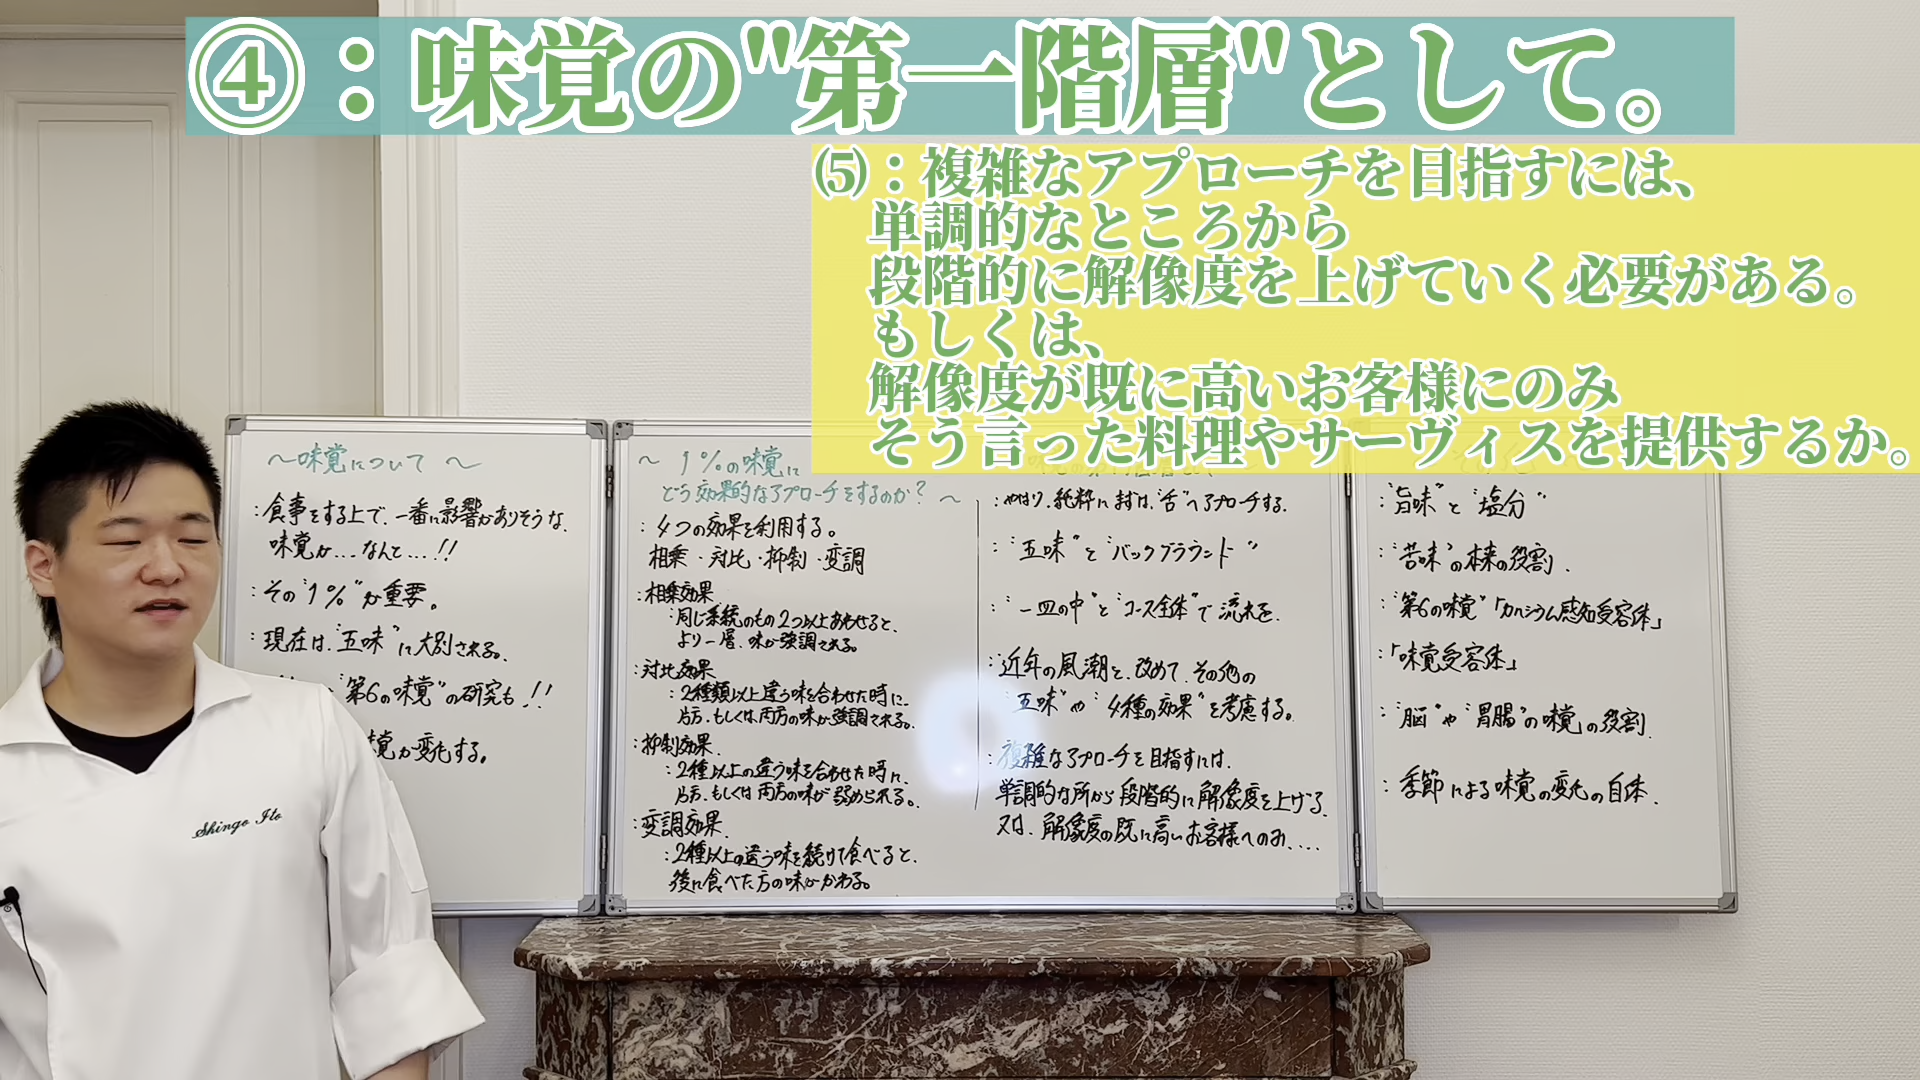 ④：味覚の"第一階層"として。
⑸：複雑なアプローチを目指すには、
単調的なところから
段階的に解像度を上げていく必要がある。
もしくは、
解像度が既に高いお客様にのみ
そう言った料理やサーヴィスを提供するか。
～味覚について～
：食事をする上で、一番に影響がありそうな、
味覚が…なんと…!!
：その"1%"が重要。
：現在は、"五味"に大別される。
"第6の味覚"の研究も!!
覚が変化する。
～1%の味覚に
どう効果的なアプローチをするのか？～
：4つの効果を利用する。
相乗・対比・抑制・変調
：相乗効果
：同じ系統のもの2つ以上あわせると、
より一層、味が強調される。
：対比効果
：2種類以上違う味を合わせた時に、
片方、もしくは両方の味が強調される。
：抑制効果
：2種以上の違う味を合わせた時に、
片方、もしくは両方の味が弱められる。
：変調効果
：2種以上の違う味を続けて食べると、
後に食べた方の味がかわる。
：やはり、純粋にまずは、"舌"へアプローチする。
："五味"と"バックグラウンド"
："一皿の中"と"コース全体"で流れを。
：近年の風潮と、改めて、その他の
"五味"や"4種の効果"を考慮する。
：複雑なアプローチを目指すには、
単調的な所から段階的に解像度を上げる。
又は、解像度の既に高いお客様へのみ....
："旨味"と"塩分"
："苦味"の本来の役割、
："第6の味覚"「カルシウム感知受容体」
：「味覚受容体」
："脳"や"胃腸"の味覚」の役割、
：季節による味覚の変化の自体、
Shingo Ito